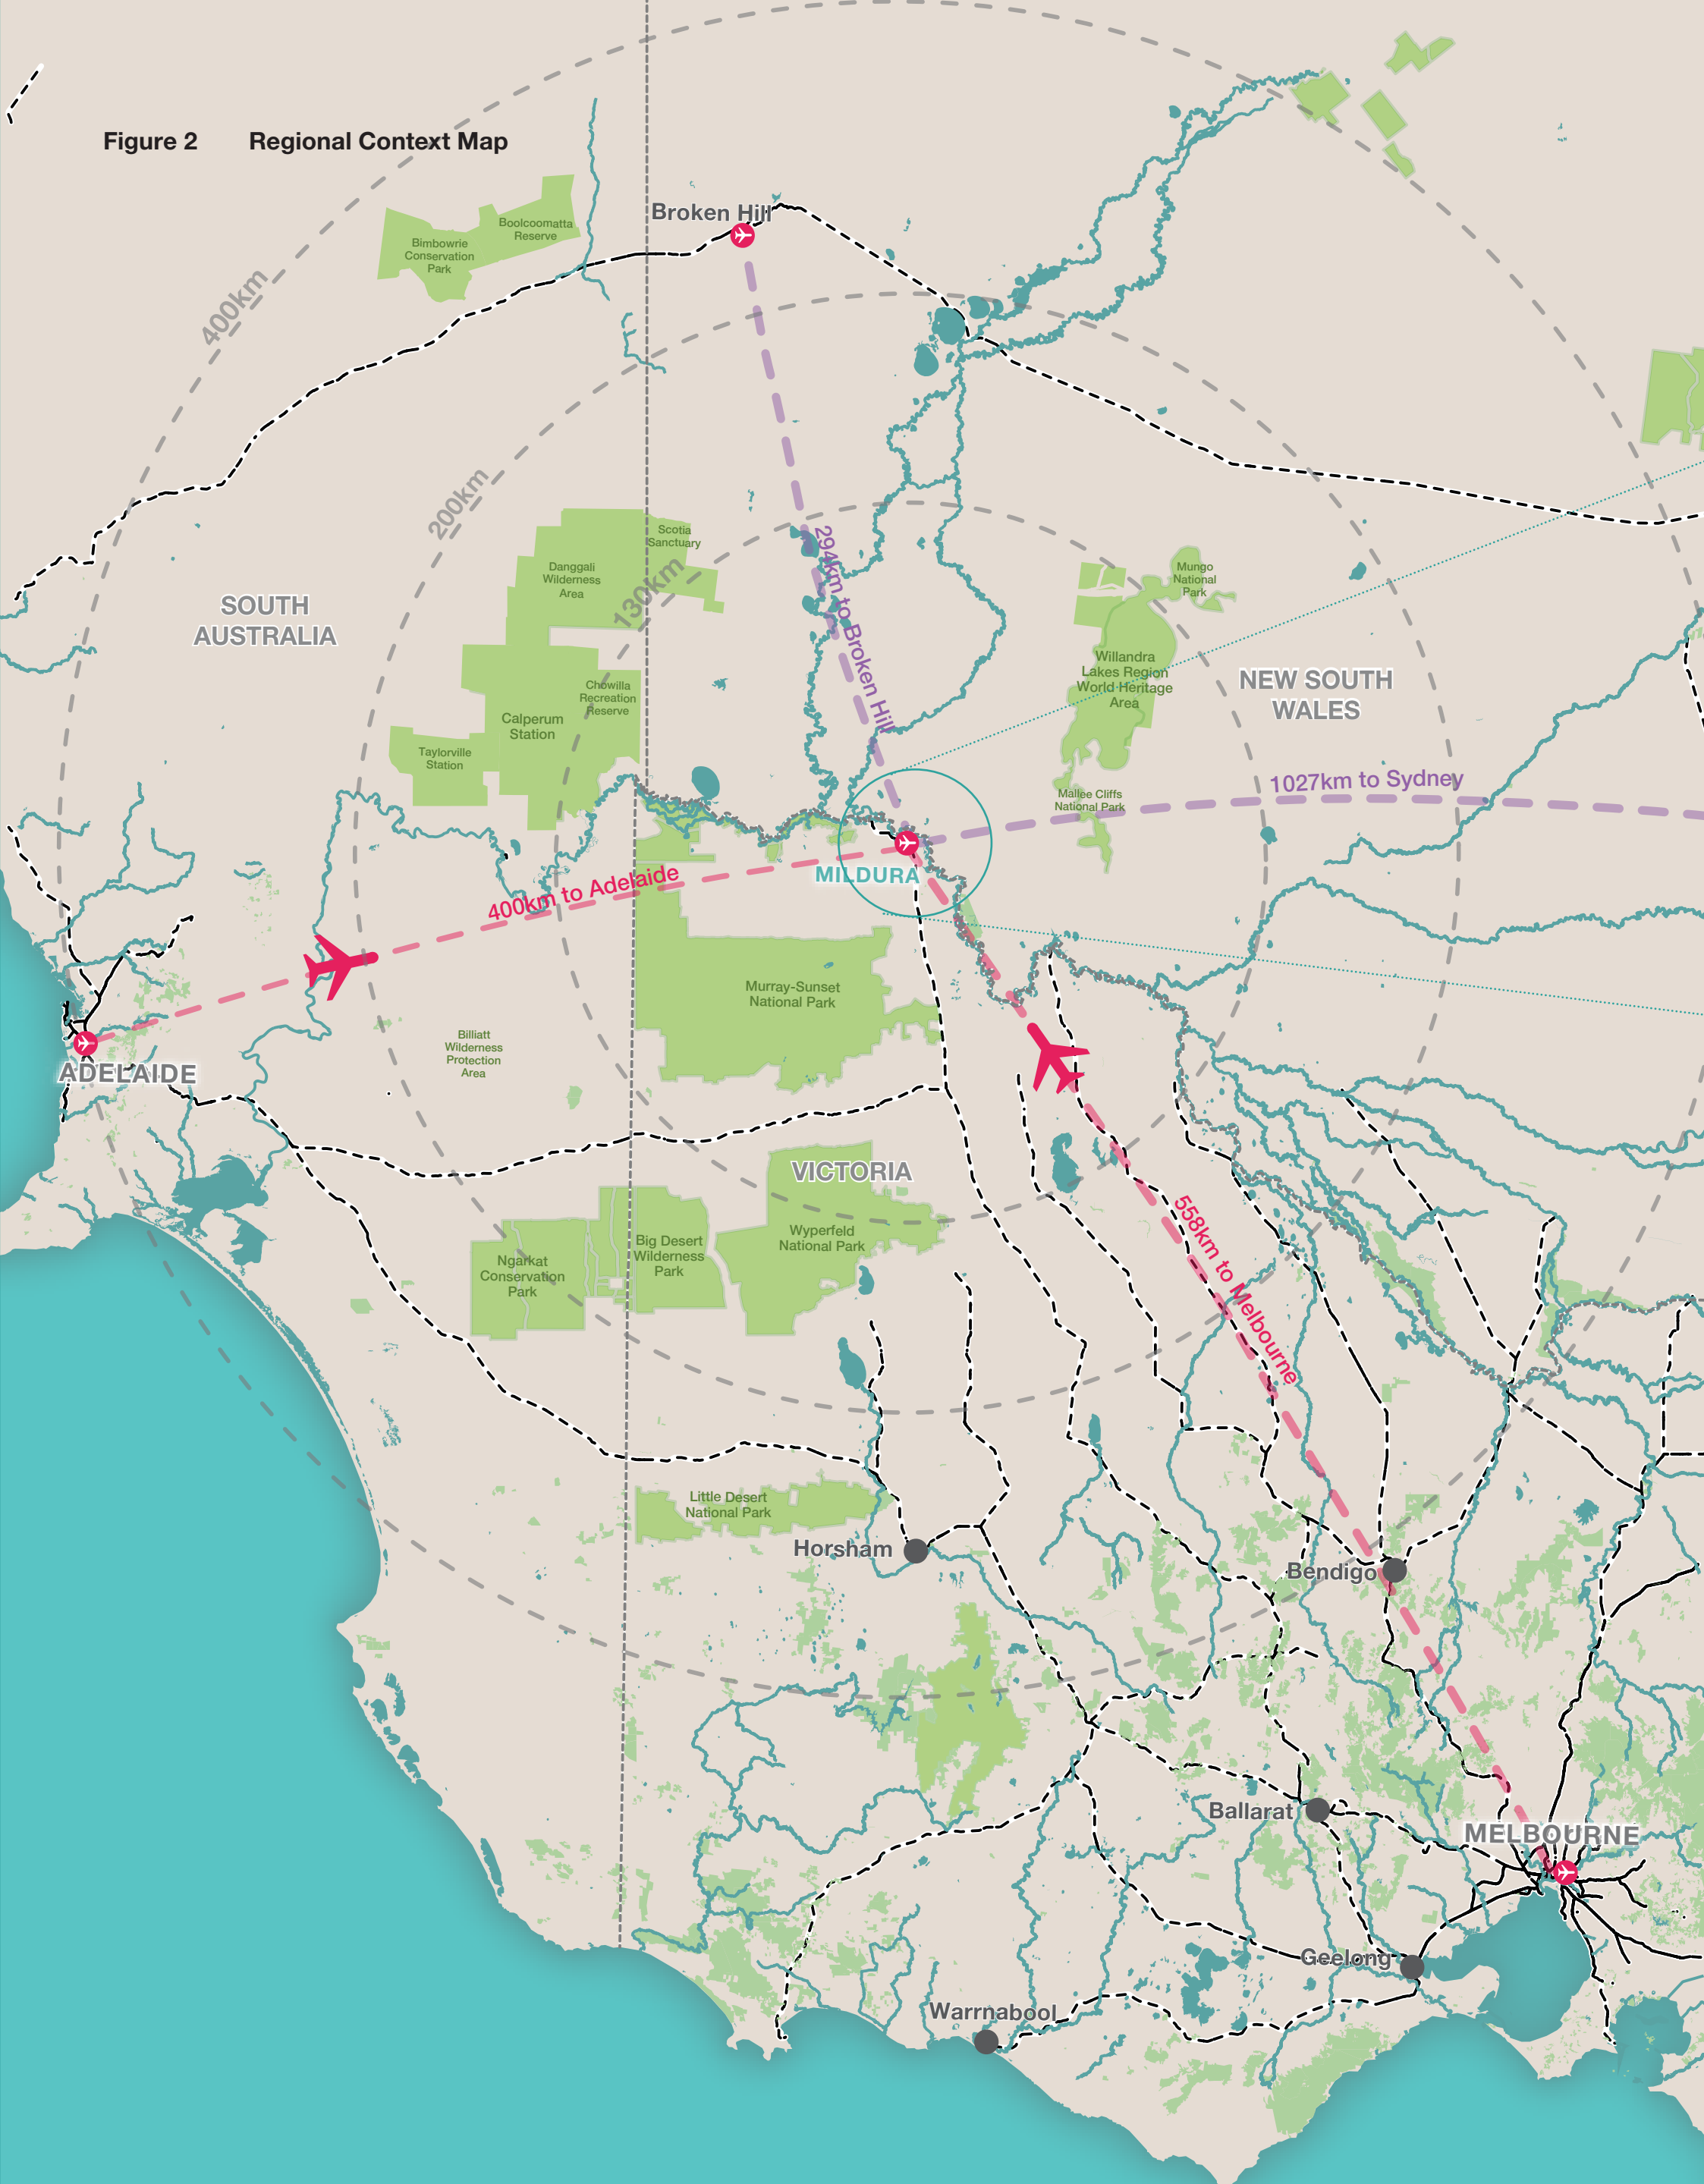 Figure 2 Regional Context Map
Broken Hill
Boolcoomatta
Reserve
Bimbowrie
Conservation
Park
400km
200km
130km
Scotia
Sanctuary
Danggali
Wilderness
Area
294km to Broken Hill
Mungo
National
Park
SOUTH
AUSTRALIA
Willandra
Lakes Region
World Heritage
Area
NEW SOUTH
WALES
Chowilla
Recreation
Reserve
Calperum
Station
Taylorville
Station
1027km to Sydney
Mallee Cliffs
National Park
MILDURA
400km to Adelaide
Murray-Sunset
National Park
Billiatt
Wilderness
Protection
Area
ADELAIDE
VICTORIA
558km to Melbourne
Wyperfeld
National Park
Big Desert
Wilderness
Park
Ngarkat
Conservation
Park
Little Desert
National Park
Horsham
Bendigo
Ballarat
MELBOURNE
Geelong
Warrnabool